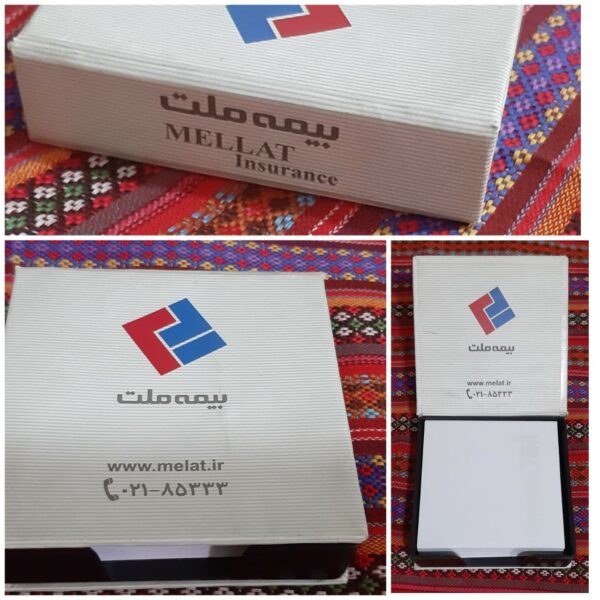 بیمه ملت
MELLAT
Insurance
بیمه ملت
www.melat.ir
۰۲۱-۸۵۳۳۳
بیمه ملت
www.melat.ir
۰۲۱-۸۵۳۳۳